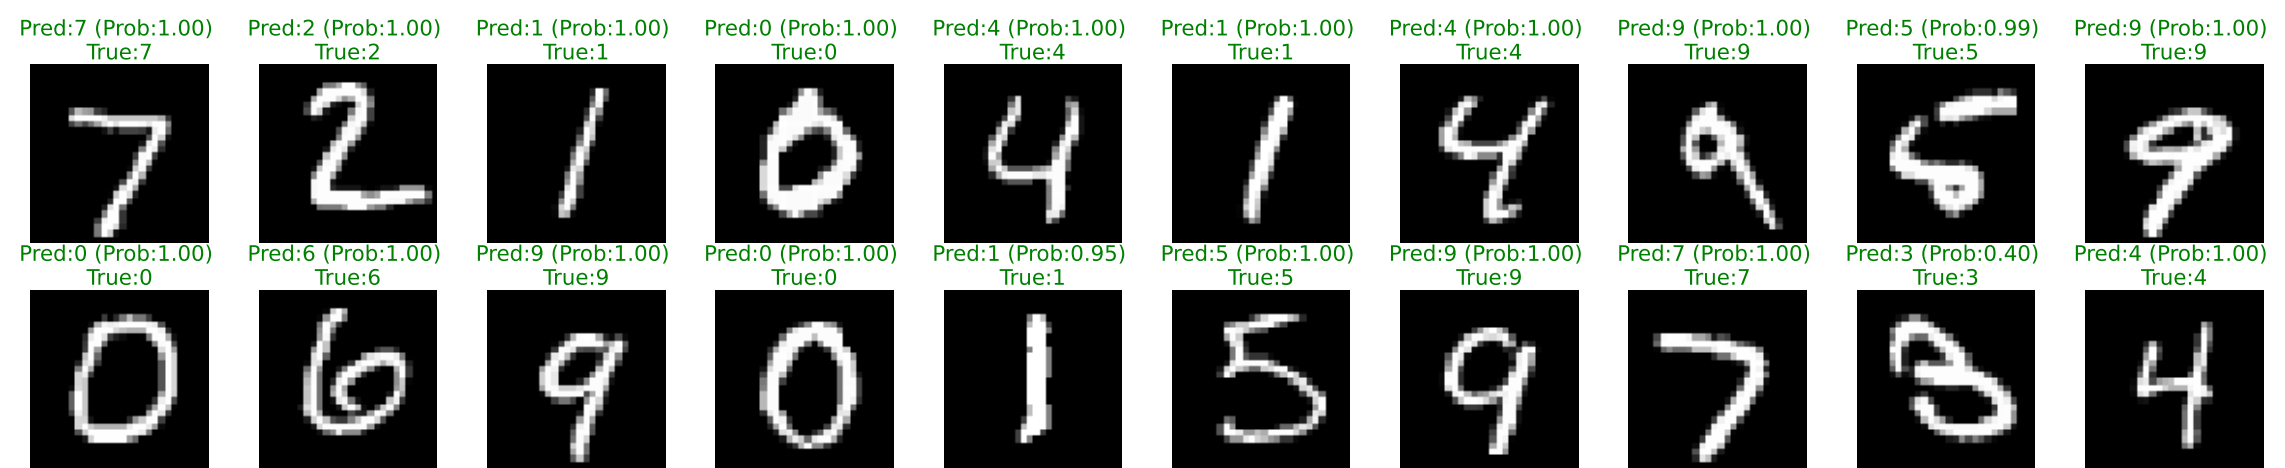 Pred:7 (Prob:1.00) Pred:2 (Prob:1.00) Pred:1 (Prob:1.00) Pred:0 (Prob:1.00) Pred:4 (Prob:1.00) Pred:1 (Prob:1.00) Pred:4 (Prob:1.00) Pred:9 (Prob:1.00) Pred:5 (Prob:0.99) Pred:9 (Prob:1.00)
True:7 True:2 True:1 True:0 True:4 True:1 True:4 True:9 True:5 True:9
7 2 1 0 4 1 4 9 5 9
Pred:0 (Prob:1.00) Pred:6 (Prob:1.00) Pred:9 (Prob:1.00) Pred:0 (Prob:1.00) Pred:1 (Prob:0.95) Pred:5 (Prob:1.00) Pred:9 (Prob:1.00) Pred:7 (Prob:1.00) Pred:3 (Prob:0.40) Pred:4 (Prob:1.00)
True:0 True:6 True:9 True:0 True:1 True:5 True:9 True:7 True:3 True:4
0 6 9 0 1 5 9 7 3 4